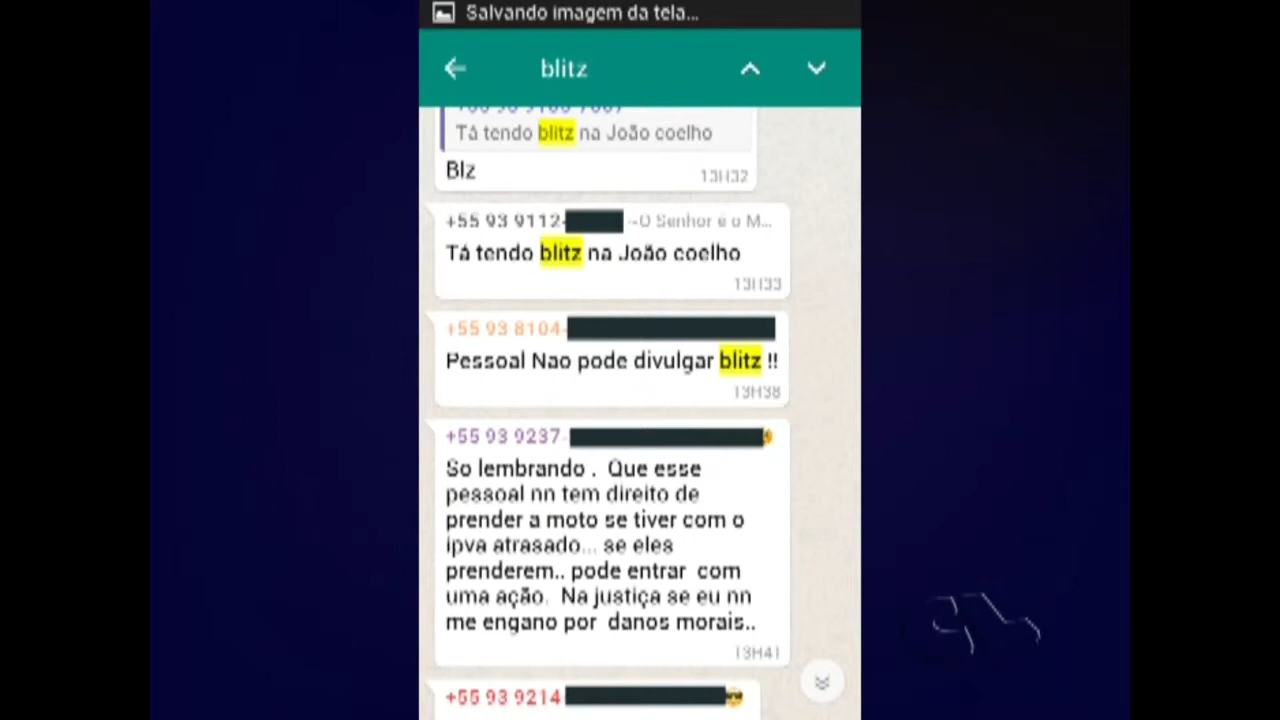 Salvando imagem da tela...
blitz
Tá tendo blitz na João coelho
Blz
13H32
+55 93 9112- ~O Senhor é o M...
Tá tendo blitz na João coelho
13H33
+55 93 8104-
Pessoal Nao pode divulgar blitz !!
13H38
+55 93 9237-
So lembrando . Que esse
pessoal nn tem direito de
prender a moto se tiver com o
ipva atrasado... se eles
prenderem.. pode entrar com
uma ação. Na justiça se eu nn
me engano por danos morais..
13H41
+55 93 9214